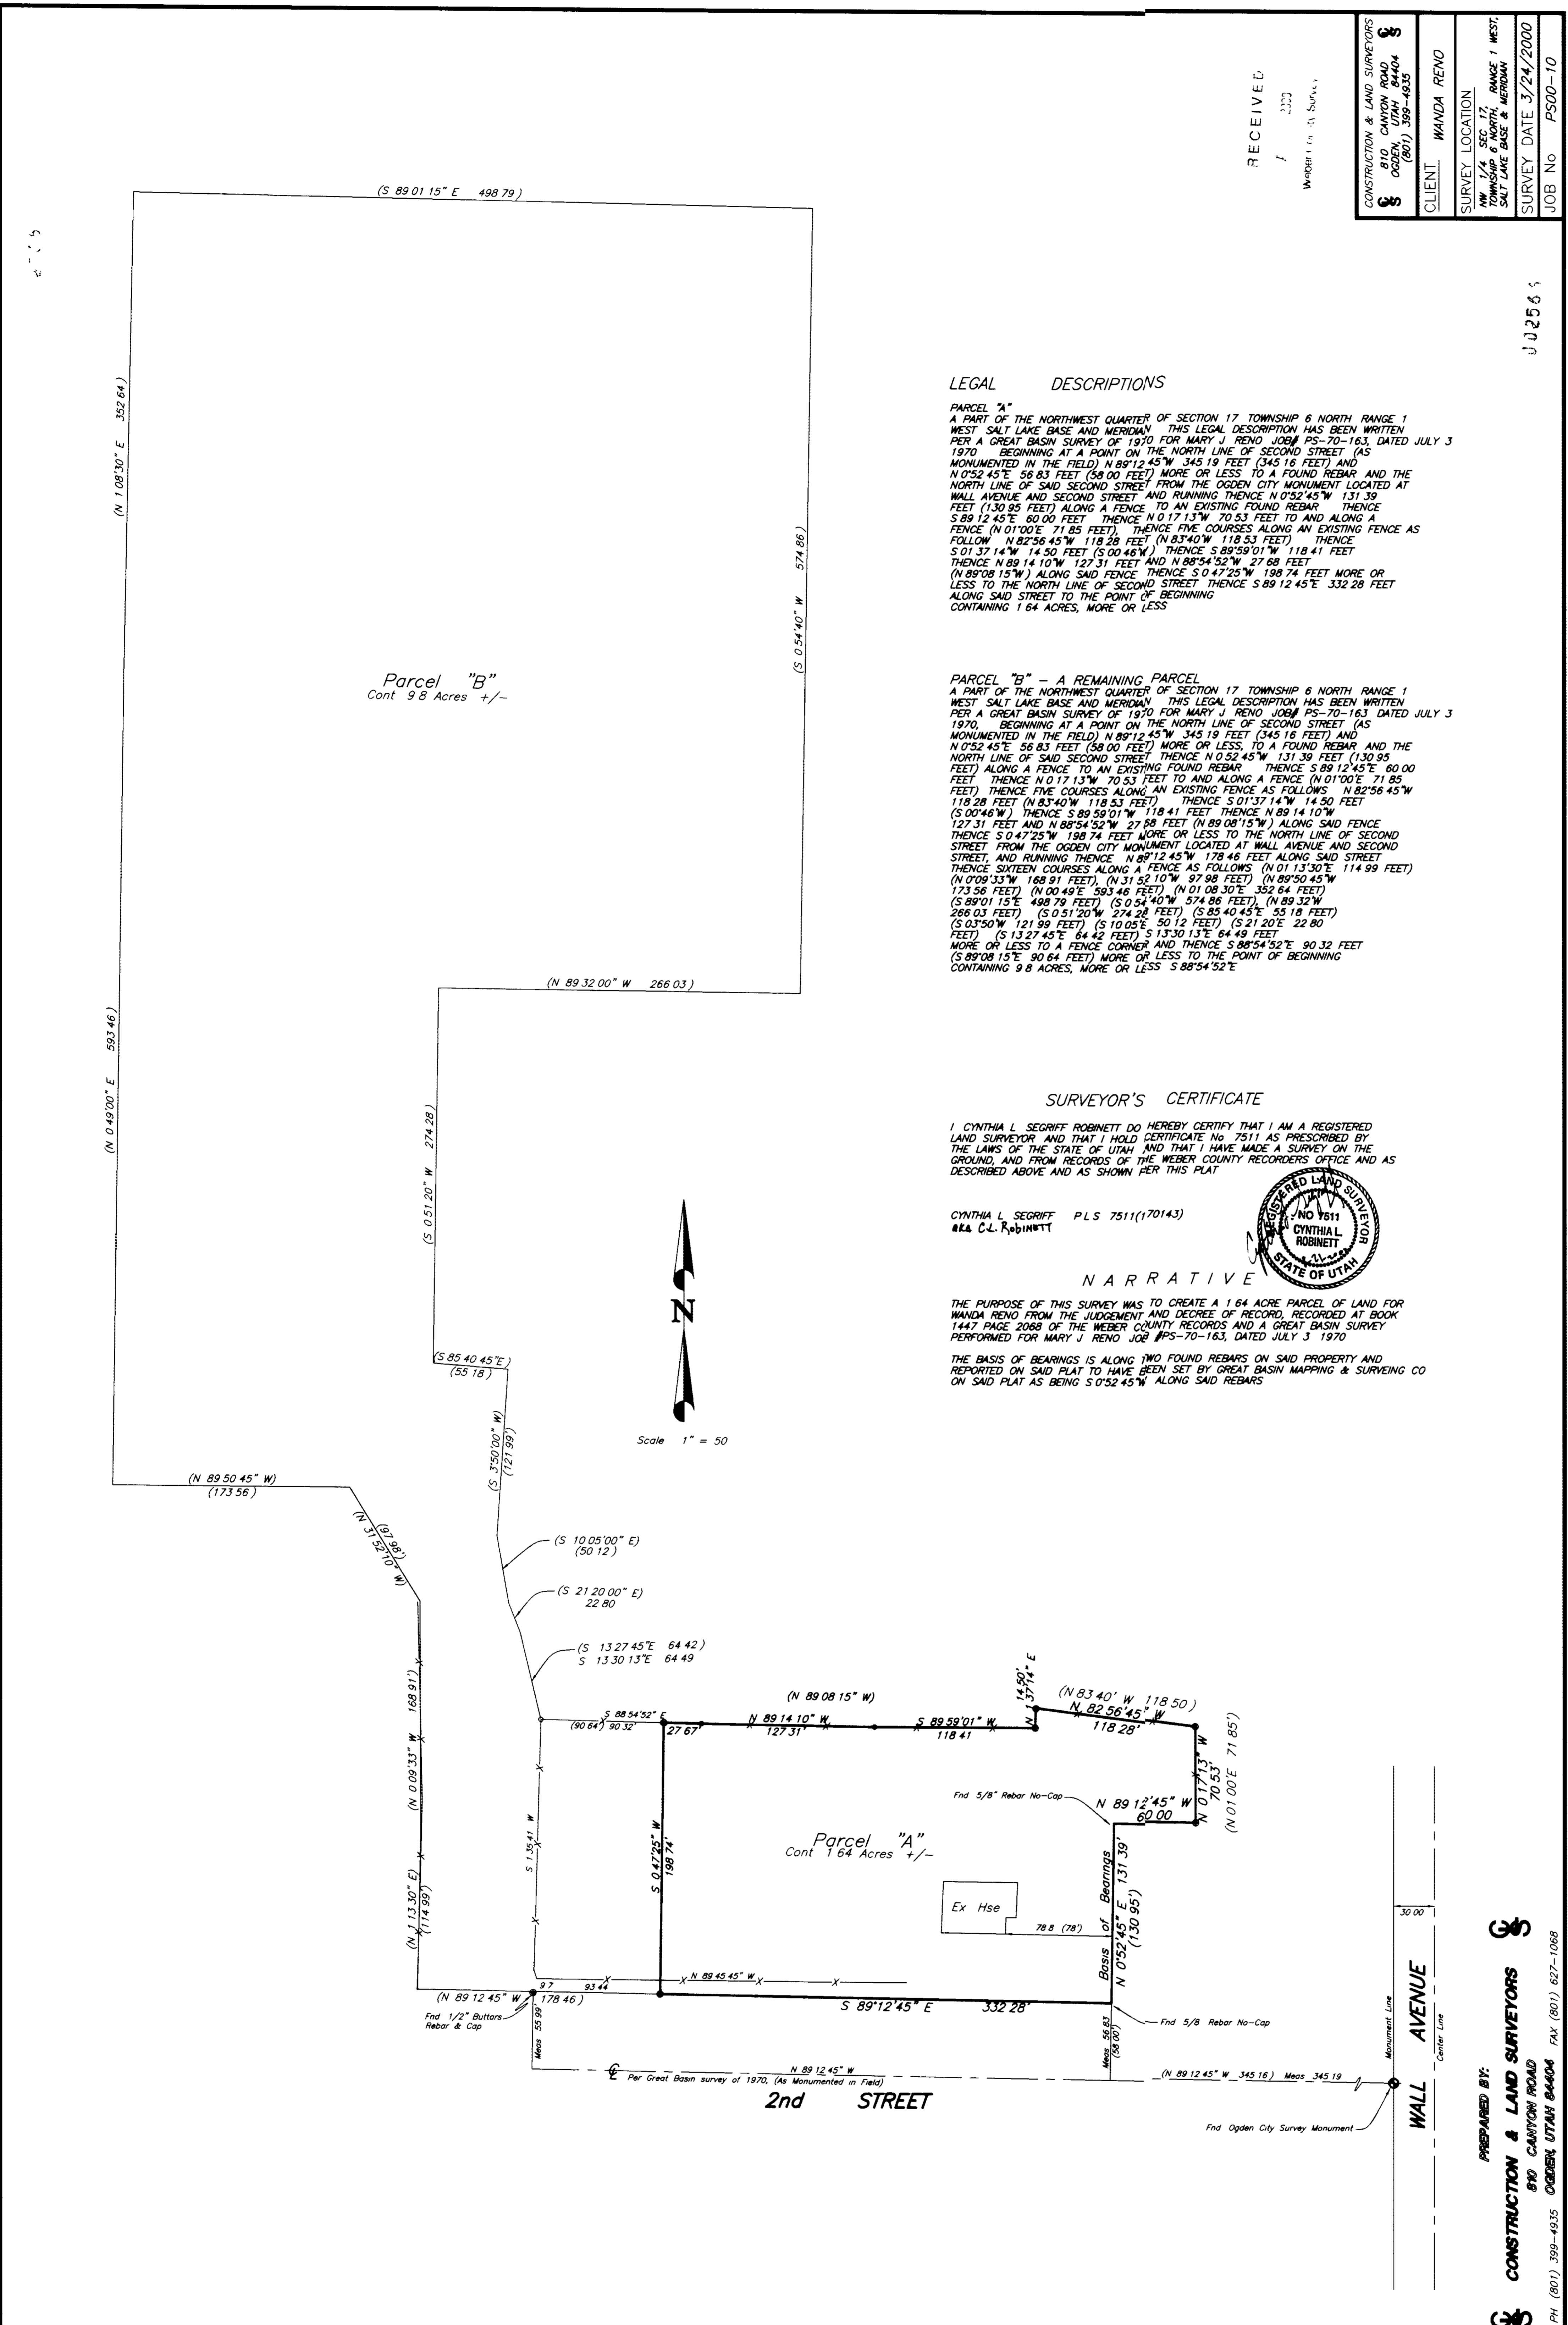 CONSTRUCTION & LAND SURVEYORS
810 CANYON ROAD
OGDEN, UTAH 84404
(801) 399-4935
CLIENT WANDA RENO
SURVEY LOCATION
NW 1/4 SEC 17,
TOWNSHIP 6 NORTH, RANGE 1 WEST,
SALT LAKE BASE & MERIDIAN
SURVEY DATE 3/24/2000
JOB No PS00-10
RECEIVED
(S 89 01 15" E 498 79 )
(N 1 08'30" E 352 64)
(S 0 54'40" W 574 86)
Parcel "B"
Cont 9 8 Acres +/-
(N 89 32 00" W 266 03 )
(N 0 49'00" E 593 46)
(S 0 51 20" W 274 28)
(S 85 40 45"E)
(55 18 )
(S 3°50'00" W)
(121 99')
(N 89 50 45" W)
(173 56)
(97 98')
(N 31 52'10" W)
(S 10 05'00" E)
(50 12 )
(S 21 20 00" E)
22 80
(S 13 27 45"E 64 42 )
S 13 30 13"E 64 49
LEGAL DESCRIPTIONS
PARCEL "A"
A PART OF THE NORTHWEST QUARTER OF SECTION 17 TOWNSHIP 6 NORTH RANGE 1
WEST SALT LAKE BASE AND MERIDIAN THIS LEGAL DESCRIPTION HAS BEEN WRITTEN
PER A GREAT BASIN SURVEY OF 1970 FOR MARY J RENO JOB# PS-70-163, DATED JULY 3
1970 BEGINNING AT A POINT ON THE NORTH LINE OF SECOND STREET (AS
MONUMENTED IN THE FIELD) N 89°12 45"W 345 19 FEET (345 16 FEET) AND
N 0°52 45"E 56 83 FEET (58 00 FEET) MORE OR LESS TO A FOUND REBAR AND THE
NORTH LINE OF SAID SECOND STREET FROM THE OGDEN CITY MONUMENT LOCATED AT
WALL AVENUE AND SECOND STREET AND RUNNING THENCE N 0°52'45"W 131 39
FEET (130 95 FEET) ALONG A FENCE TO AN EXISTING FOUND REBAR THENCE
S 89 12 45"E 60 00 FEET THENCE N 0 17 13"W 70 53 FEET TO AND ALONG A
FENCE (N 01°00'E 71 85 FEET), THENCE FIVE COURSES ALONG AN EXISTING FENCE AS
FOLLOW N 82°56 45"W 118 28 FEET (N 83°40'W 118 53 FEET) THENCE
S 01 37 14"W 14 50 FEET (S 00 46'W) THENCE S 89°59'01"W 118 41 FEET
THENCE N 89 14 10"W 127 31 FEET AND N 88°54'52"W 27 68 FEET
(N 89°08 15"W ) ALONG SAID FENCE THENCE S 0 47'25"W 198 74 FEET MORE OR
LESS TO THE NORTH LINE OF SECOND STREET THENCE S 89 12 45"E 332 28 FEET
ALONG SAID STREET TO THE POINT OF BEGINNING
CONTAINING 1 64 ACRES, MORE OR LESS
PARCEL "B" - A REMAINING PARCEL
A PART OF THE NORTHWEST QUARTER OF SECTION 17 TOWNSHIP 6 NORTH RANGE 1
WEST SALT LAKE BASE AND MERIDIAN THIS LEGAL DESCRIPTION HAS BEEN WRITTEN
PER A GREAT BASIN SURVEY OF 1970 FOR MARY J RENO JOB# PS-70-163 DATED JULY 3
1970, BEGINNING AT A POINT ON THE NORTH LINE OF SECOND STREET (AS
MONUMENTED IN THE FIELD) N 89°12 45"W 345 19 FEET (345 16 FEET) AND
N 0°52 45"E 56 83 FEET (58 00 FEET) MORE OR LESS, TO A FOUND REBAR AND THE
NORTH LINE OF SAID SECOND STREET THENCE N 0 52 45"W 131 39 FEET (130 95
FEET) ALONG A FENCE TO AN EXISTING FOUND REBAR THENCE S 89 12'45"E 60 00
FEET THENCE N 0 17 13"W 70 53 FEET TO AND ALONG A FENCE (N 01°00'E 71 85
FEET) THENCE FIVE COURSES ALONG AN EXISTING FENCE AS FOLLOWS N 82°56 45"W
118 28 FEET (N 83°40'W 118 53 FEET) THENCE S 01°37 14"W 14 50 FEET
(S 00°46'W ) THENCE S 89 59'01"W 118 41 FEET THENCE N 89 14 10"W
127 31 FEET AND N 88°54'52"W 27 68 FEET (N 89 08'15"W ) ALONG SAID FENCE
THENCE S 0 47'25"W 198 74 FEET MORE OR LESS TO THE NORTH LINE OF SECOND
STREET FROM THE OGDEN CITY MONUMENT LOCATED AT WALL AVENUE AND SECOND
STREET, AND RUNNING THENCE N 89°12 45"W 178 46 FEET ALONG SAID STREET
THENCE SIXTEEN COURSES ALONG A FENCE AS FOLLOWS (N 01 13'30"E 114 99 FEET)
(N 0°09'33"W 168 91 FEET), (N 31 52 10"W 97 98 FEET) (N 89°50 45"W
173 56 FEET) (N 00 49'E 593 46 FEET), (N 01 08 30"E 352 64 FEET)
(S 89°01 15"E 498 79 FEET) (S 0 54'40"W 574 86 FEET), (N 89 32'W
266 03 FEET) (S 0 51'20"W 274 28 FEET) (S 85 40 45"E 55 18 FEET)
(S 03°50'W 121 99 FEET) (S 10 05'E 50 12 FEET) (S 21 20'E 22 80
FEET) (S 13 27 45"E 64 42 FEET) S 13°30 13"E 64 49 FEET
MORE OR LESS TO A FENCE CORNER AND THENCE S 88°54'52"E 90 32 FEET
(S 89°08 15"E 90 64 FEET) MORE OR LESS TO THE POINT OF BEGINNING
CONTAINING 9 8 ACRES, MORE OR LESS S 88°54'52"E
SURVEYOR'S CERTIFICATE
I CYNTHIA L SEGRIFF ROBINETT DO HEREBY CERTIFY THAT I AM A REGISTERED
LAND SURVEYOR AND THAT I HOLD CERTIFICATE No 7511 AS PRESCRIBED BY
THE LAWS OF THE STATE OF UTAH AND THAT I HAVE MADE A SURVEY ON THE
GROUND, AND FROM RECORDS OF THE WEBER COUNTY RECORDERS OFFICE AND AS
DESCRIBED ABOVE AND AS SHOWN PER THIS PLAT
CYNTHIA L SEGRIFF P L S 7511(170143)
AKA C.L. ROBINETT
REGISTERED LAND SURVEYOR
NO 7511
CYNTHIA L.
ROBINETT
STATE OF UTAH
NARRATIVE
THE PURPOSE OF THIS SURVEY WAS TO CREATE A 1 64 ACRE PARCEL OF LAND FOR
WANDA RENO FROM THE JUDGEMENT AND DECREE OF RECORD, RECORDED AT BOOK
1447 PAGE 2068 OF THE WEBER COUNTY RECORDS AND A GREAT BASIN SURVEY
PERFORMED FOR MARY J RENO JOB #PS-70-163, DATED JULY 3 1970
THE BASIS OF BEARINGS IS ALONG TWO FOUND REBARS ON SAID PROPERTY AND
REPORTED ON SAID PLAT TO HAVE BEEN SET BY GREAT BASIN MAPPING & SURVEING CO
ON SAID PLAT AS BEING S 0°52 45"W ALONG SAID REBARS
N
Scale 1" = 50
(N 0 09'33" W 168 91')
(N 1 13'30" E)
(114 99')
S 1 35 41 W
S 88 54'52" E
(90 64') 90 32'
27 67'
(N 89 08 15" W)
N 89 14 10" W
127 31'
S 89 59'01" W
118 41
14.50'
N 1 37'14" E
(N 83 40' W 118 50 )
N 82 56'45" W
118 28'
N 0 17'13" W
70 53'
(N 01 00'E 71 85')
Fnd 5/8" Rebar No-Cap
N 89 12'45" W
60 00
Parcel "A"
Cont 1 64 Acres +/-
S 0 47'25" W
198 74'
Ex Hse
78 8 (78')
Basis of Bearings
N 0°52'45" E 131 39'
(130 95')
N 89 45 45" W
9 7 93 44
(N 89 12 45" W 178 46 )
Fnd 1/2" Buttars
Rebar & Cap
Meas 55 99'
S 89°12'45" E 332 28'
Fnd 5/8 Rebar No-Cap
Meas 56 83
(58 00')
N 89 12 45" W
Per Great Basin survey of 1970, (As Monumented in Field)
(N 89 12 45" W 345 16 ) Meas 345 19
2nd STREET
Fnd Ogden City Survey Monument
30 00
Monument Line
WALL AVENUE
Center Line
PREPARED BY:
CONSTRUCTION & LAND SURVEYORS
810 CANYON ROAD
PH (801) 399-4935 OGDEN, UTAH 84404 FAX (801) 627-1068